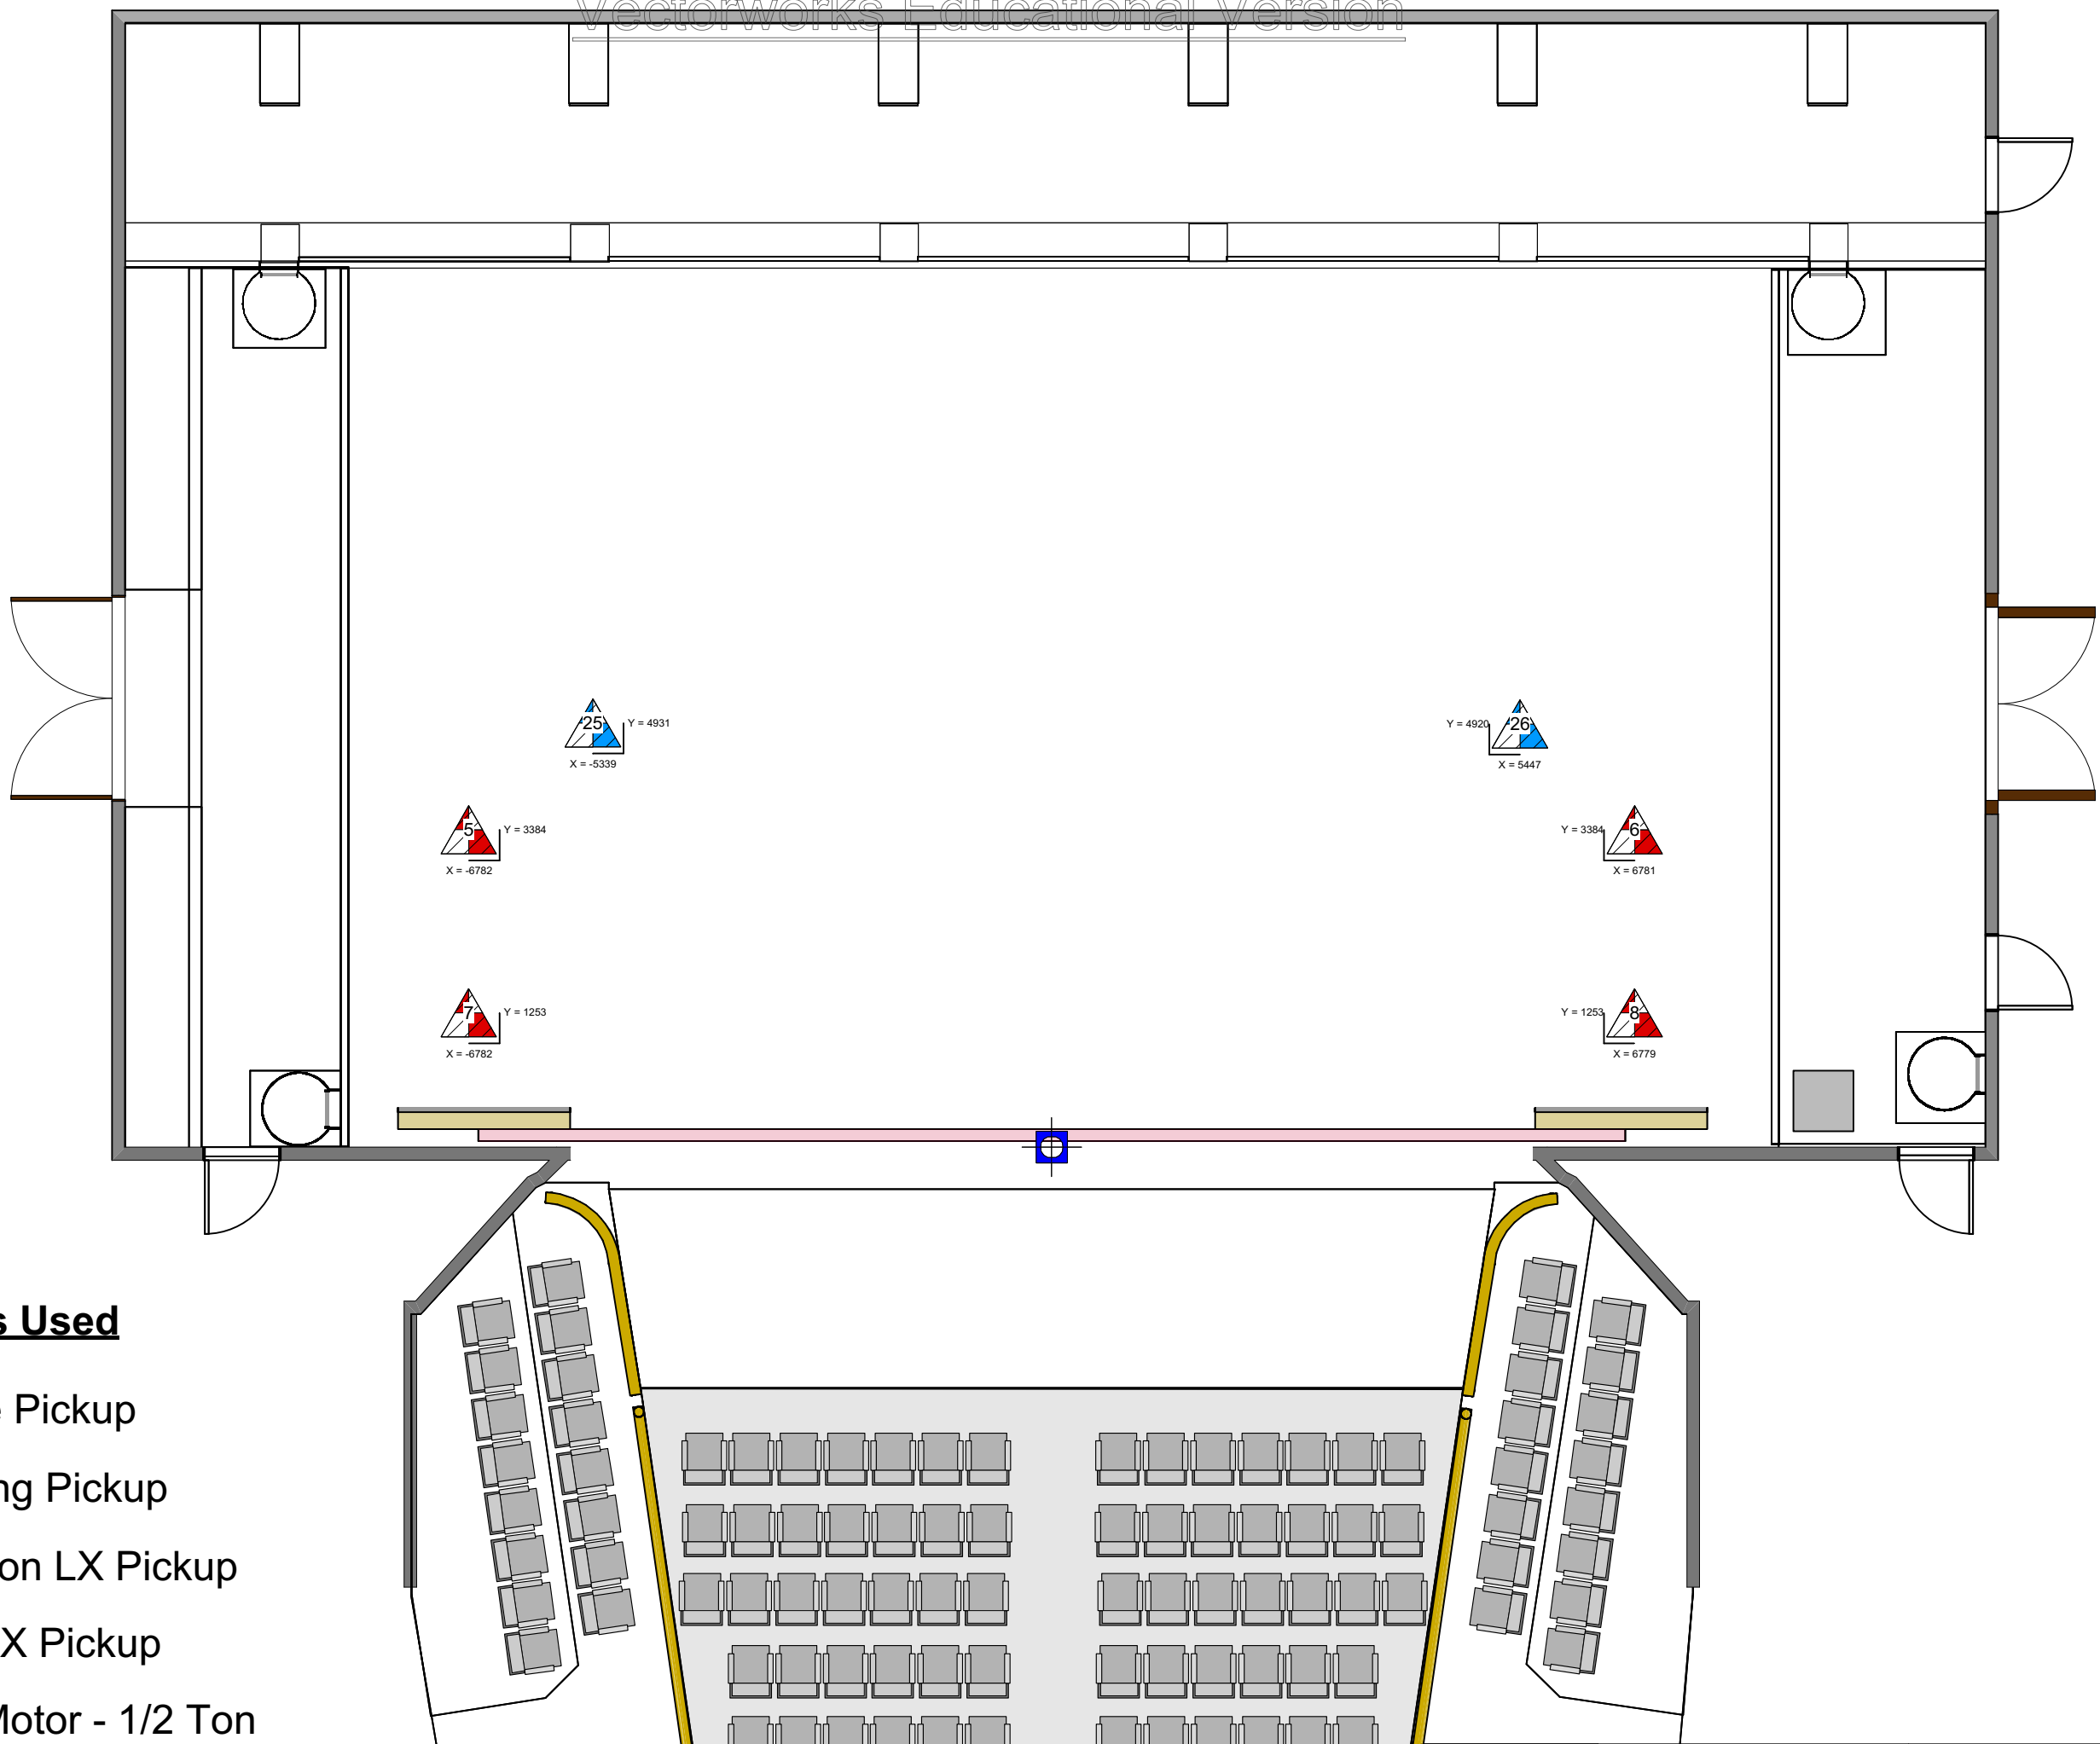 Vectorworks Educational Version
25
Y = 4931
X = -5339
Y = 4920
26
X = 5447
5
Y = 3384
X = -6782
Y = 3384
6
X = 6781
7
Y = 1253
X = -6782
Y = 1253
8
X = 6779
s Used
Pickup
ng Pickup
on LX Pickup
X Pickup
Motor - 1/2 Ton